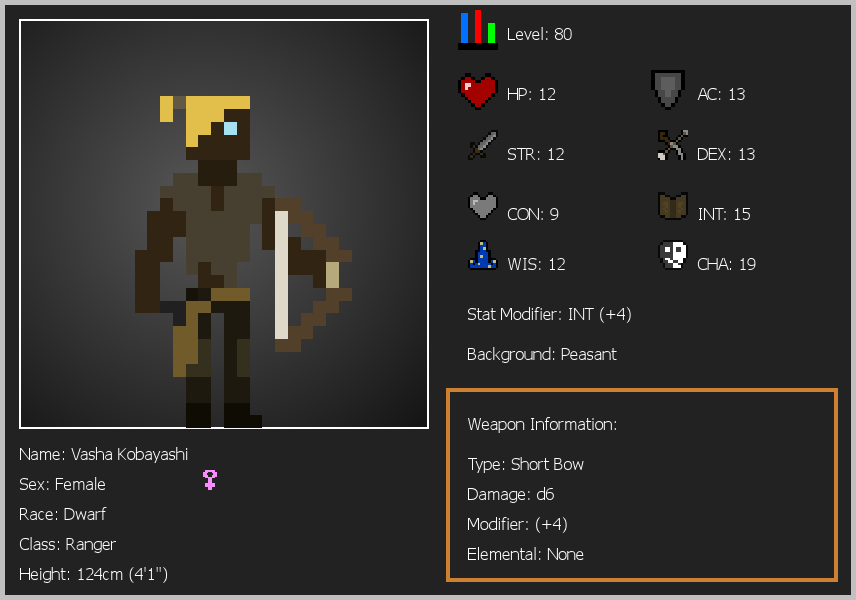 Level: 80
HP: 12
AC: 13
STR: 12
DEX: 13
CON: 9
INT: 15
WIS: 12
CHA: 19
Stat Modifier: INT (+4)
Background: Peasant
Weapon Information:
Type: Short Bow
Damage: d6
Modifier: (+4)
Elemental: None
Name: Vasha Kobayashi
Sex: Female
Race: Dwarf
Class: Ranger
Height: 124cm (4'1")